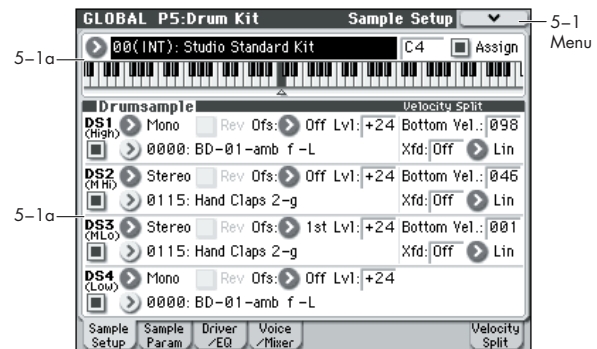 GLOBAL P5:Drum Kit Sample Setup
5–1 Menu
5–1a
00(INT): Studio Standard Kit C4 Assign
Drumsample Velocity Split
DS1 (High) Mono Rev Ofs: Off Lvl: +24 Bottom Vel.: 098
0000: BD-01-amb f -L Xfd: Off Lin
DS2 (M Hi) Stereo Rev Ofs: Off Lvl: +24 Bottom Vel.: 046
0115: Hand Claps 2-g Xfd: Off Lin
5–1a
DS3 (MLo) Stereo Rev Ofs: 1st Lvl: +24 Bottom Vel.: 001
0115: Hand Claps 2-g Xfd: Off Lin
DS4 (Low) Mono Rev Ofs: Off Lvl: +24
0000: BD-01-amb f -L
Sample Setup Sample Param Driver /EQ Voice /Mixer Velocity Split